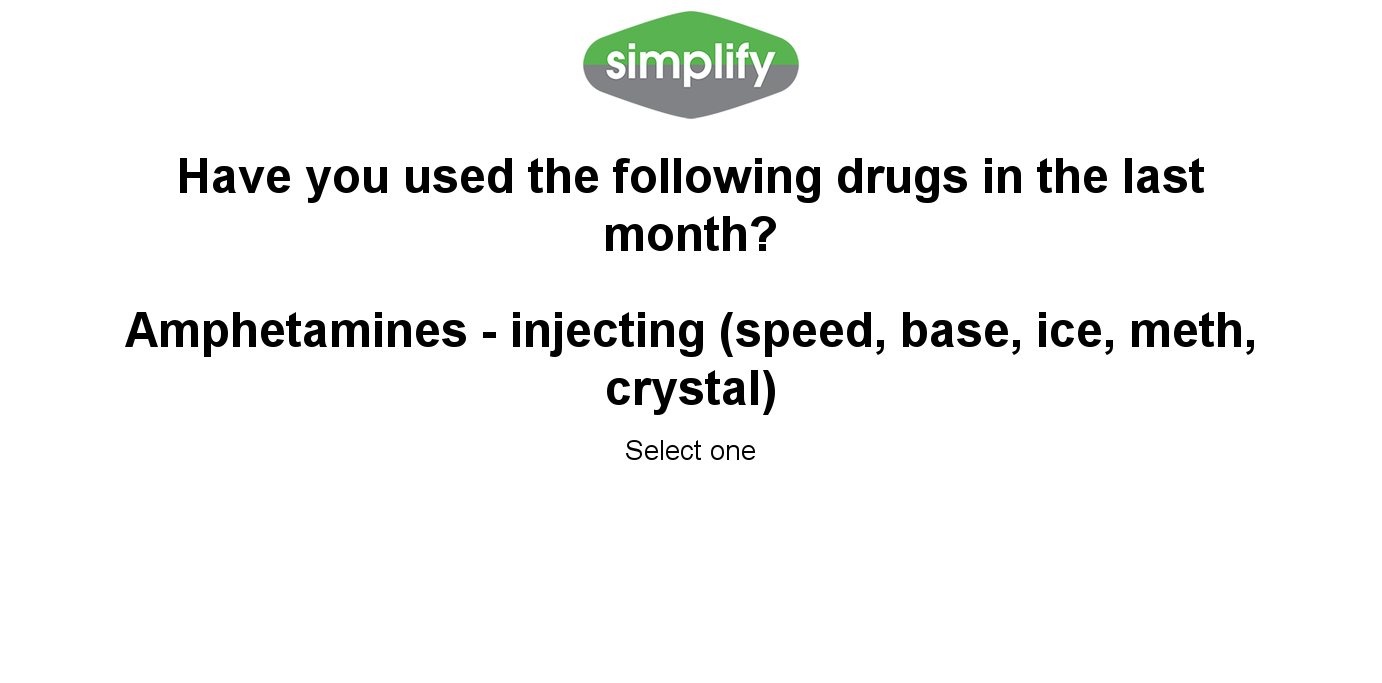 simplify
Have you used the following drugs in the last
month?
Amphetamines - injecting (speed, base, ice, meth,
crystal)
Select one